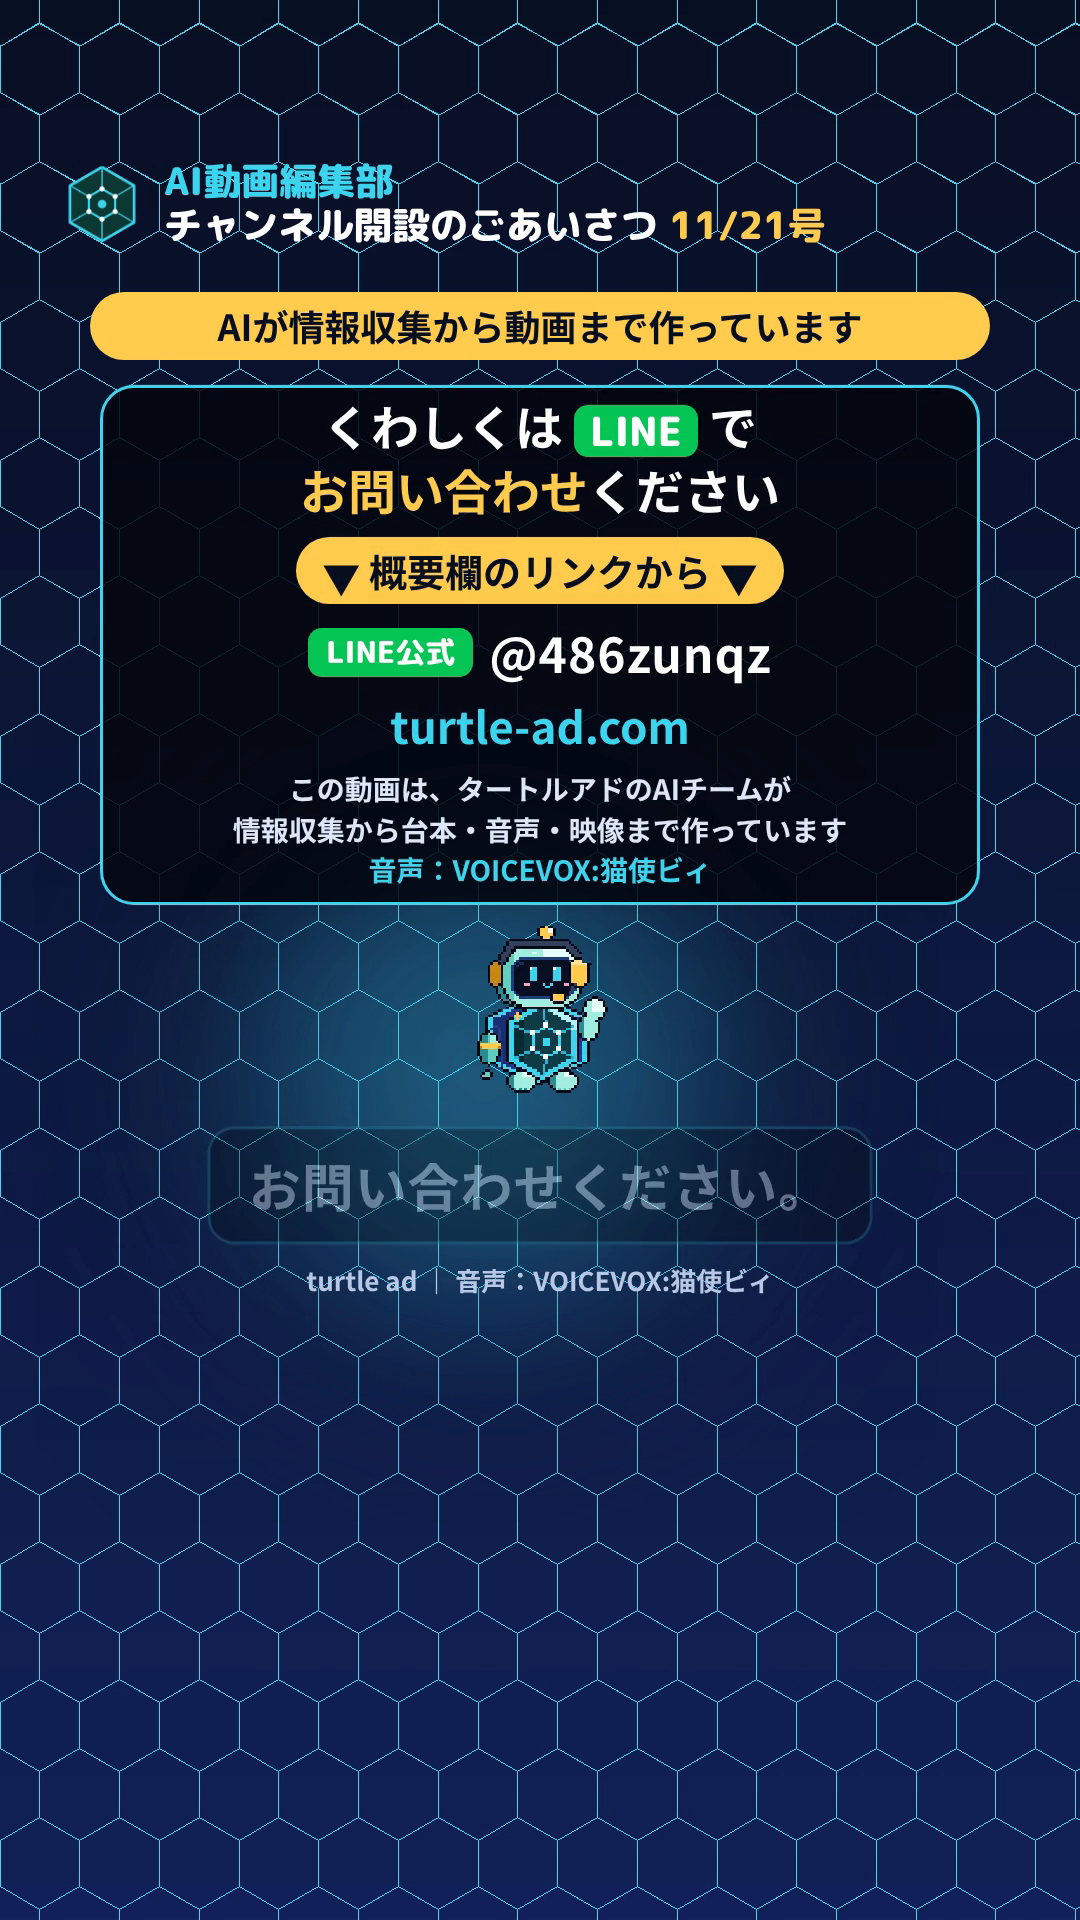 AI動画編集部
チャンネル開設のごあいさつ 11/21号
AIが情報収集から動画まで作っています
くわしくは LINE で
お問い合わせください
▼ 概要欄のリンクから ▼
LINE公式 @486zunqz
turtle-ad.com
この動画は、タートルアドのAIチームが
情報収集から台本・音声・映像まで作っています
音声：VOICEVOX:猫使ビィ
お問い合わせください。
turtle ad ｜ 音声：VOICEVOX:猫使ビィ